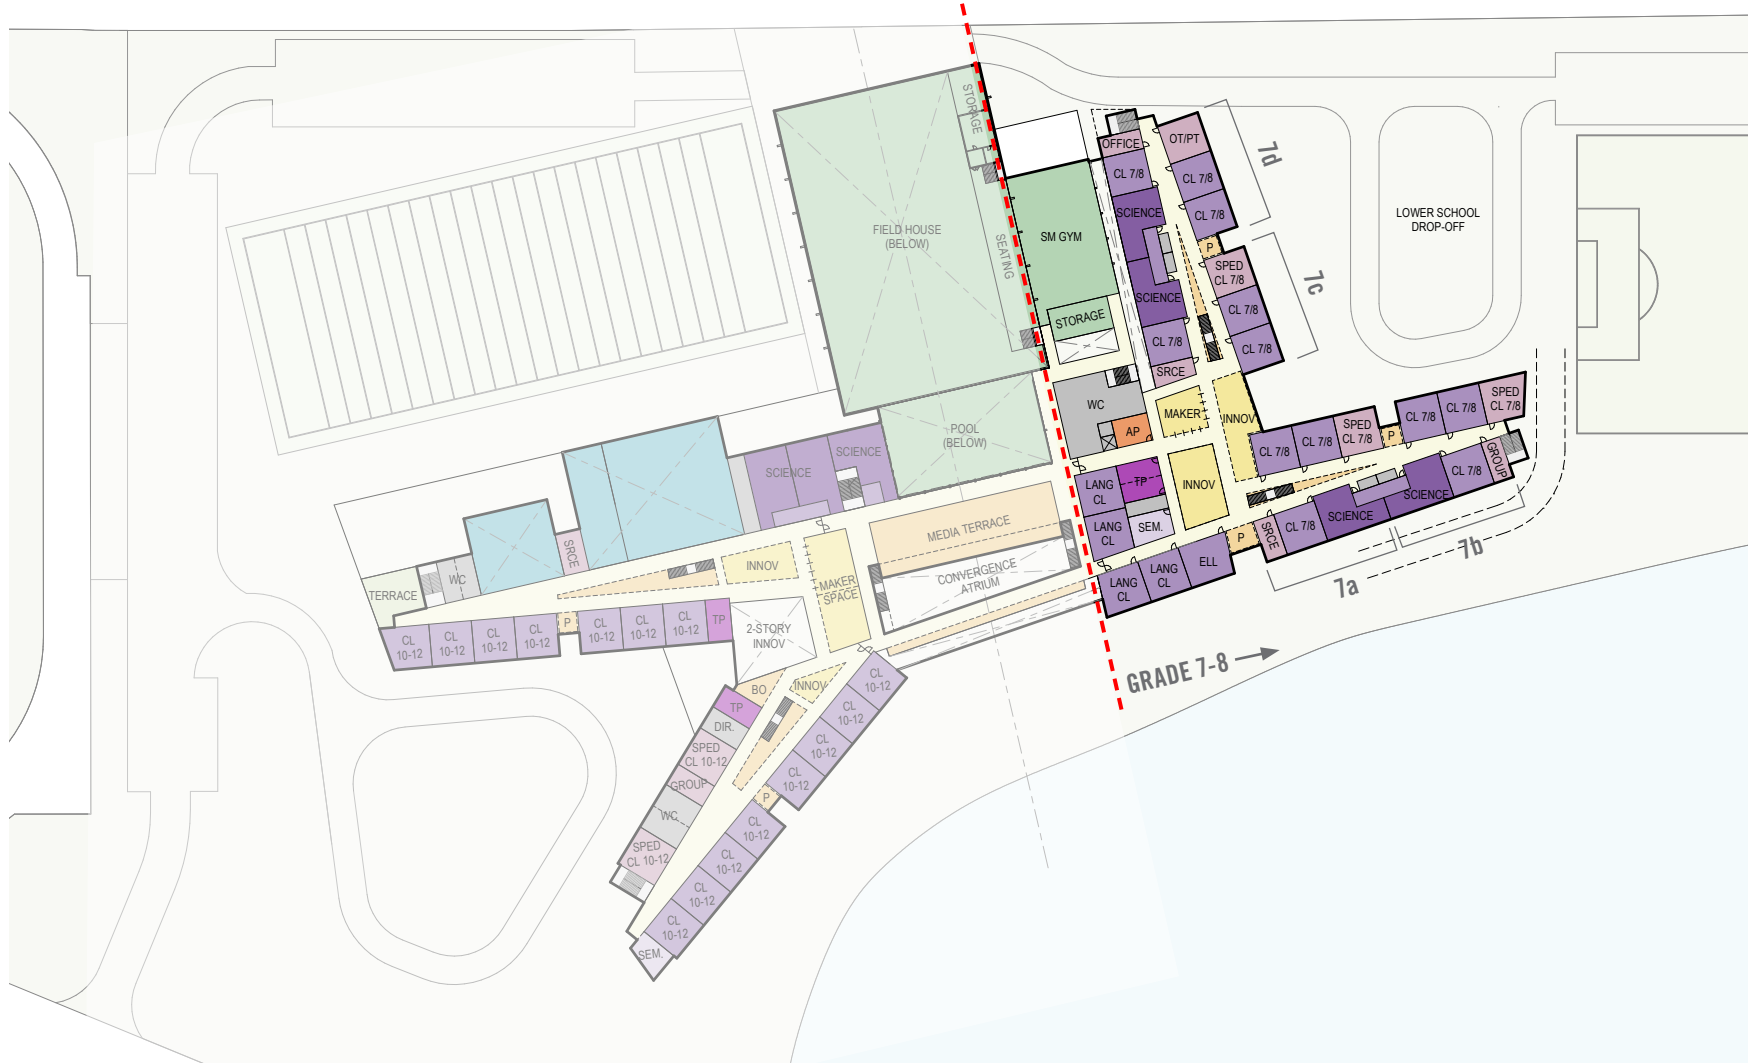 STORAGE
FIELD HOUSE
(BELOW)
SEATING
SM GYM
STORAGE
x
OFFICE
OT/PT
CL 7/8
CL 7/8
SCIENCE
CL 7/8
7d
P
SPED
CL 7/8
SCIENCE
CL 7/8
7c
CL 7/8
CL 7/8
SRCE
LOWER SCHOOL
DROP-OFF
WC
MAKER
INNOV
AP
POOL
(BELOW)
SPED
CL 7/8
CL 7/8
CL 7/8
P
SPED
CL 7/8
CL 7/8
CL 7/8
GROUP
CL 7/8
SCIENCE
SCIENCE
CL 7/8
SRCE
P
7b
7a
LANG
CL
TP
INNOV
LANG
CL
SEM.
ELL
LANG
CL
LANG
CL
SCIENCE
SCIENCE
MEDIA TERRACE
CONVERGENCE
ATRIUM
SRCE
WC
TERRACE
INNOV
MAKER
SPACE
CL
10-12
CL
10-12
CL
10-12
CL
10-12
P
CL
10-12
CL
10-12
CL
10-12
TP
2-STORY
INNOV
GRADE 7-8
BO
INNOV
TP
DIR.
SPED
CL 10-12
GROUP
WC
SPED
CL 10-12
CL
10-12
CL
10-12
CL
10-12
CL
10-12
P
CL
10-12
CL
10-12
CL
10-12
CL
10-12
SEM.